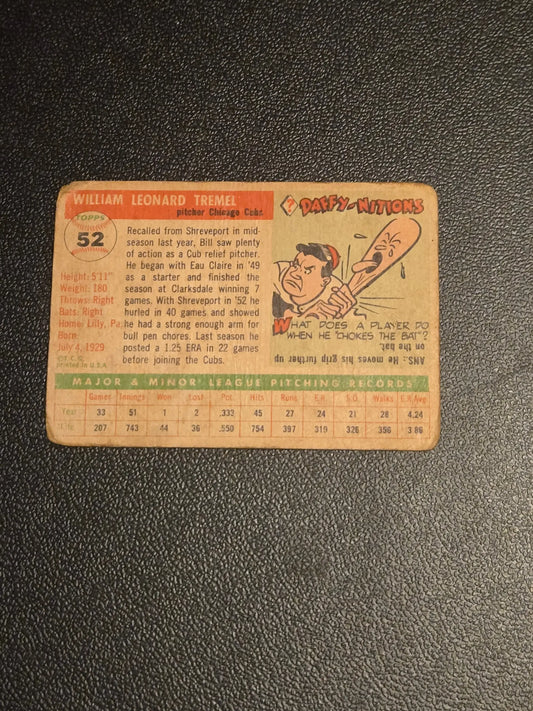 WILLIAM LEONARD TREMEL
pitcher Chicago Cubs
TOPPS
52
Height: 5'11"
Weight: 180
Throws: Right
Bats: Right
Home: Lilly, Pa.
Born:
July 4, 1929
© T. C. G.
printed in U.S.A.
Recalled from Shreveport in mid-
season last year, Bill saw plenty
of action as a Cub relief pitcher.
He began with Eau Claire in '49
as a starter and finished the
season at Clarksdale winning 7
games. With Shreveport in '52 he
hurled in 40 games and showed
he had a strong enough arm for
bull pen chores. Last season he
posted a 1.25 ERA in 22 games
before joining the Cubs.
? DAFFY-NITIONS
WHAT DOES A PLAYER DO
WHEN HE "CHOKES THE BAT"?
ANS.: He moves his grip further up
on the bat.
MAJOR & MINOR LEAGUE PITCHING RECORDS
Games Innings Won Lost Pct. Hits Runs E.R. S.O. Walks E.R.Avg.
Year 33 51 1 2 .333 45 27 24 21 28 4.24
Life 207 743 44 36 .550 754 397 319 326 356 3.86